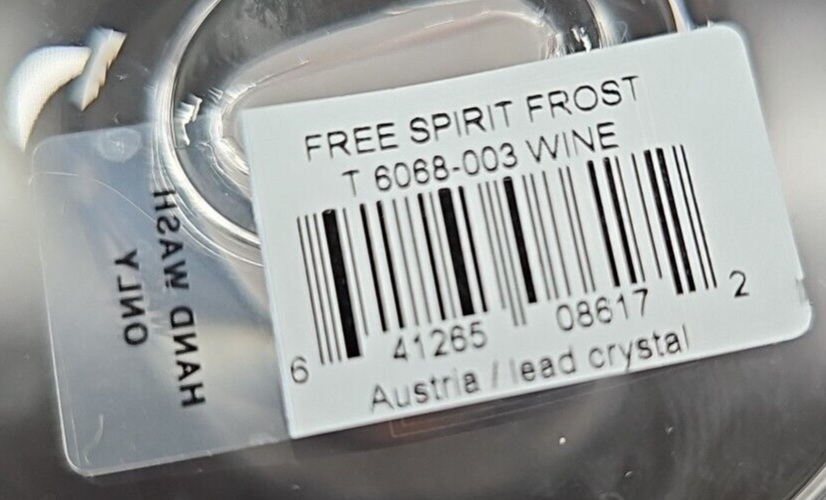 FREE SPIRIT FROST
T 6068-003 WINE
6 41265 08617 2
Austria / lead crystal
HAND WASH
ONLY